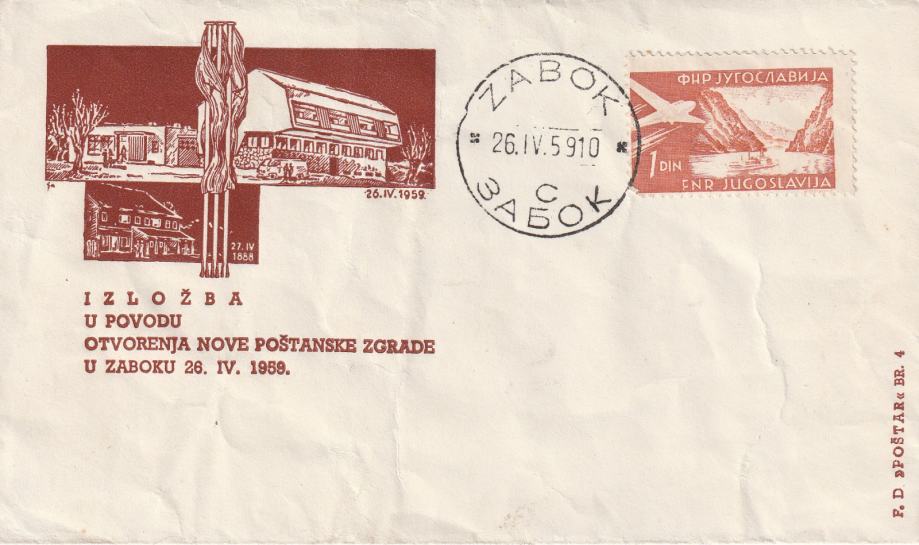 26.IV.1959.
27.IV
1888
IZLOŽBA
U POVODU
OTVORENJA NOVE POŠTANSKE ZGRADE
U ZABOKU 26. IV. 1959.
ZABOK
26.IV.5910
C
ЗАБОК
ФНР ЈУГОСЛАВИЈА
1 DIN
FNR JUGOSLAVIJA
F. D. »POŠTAR« BR. 4